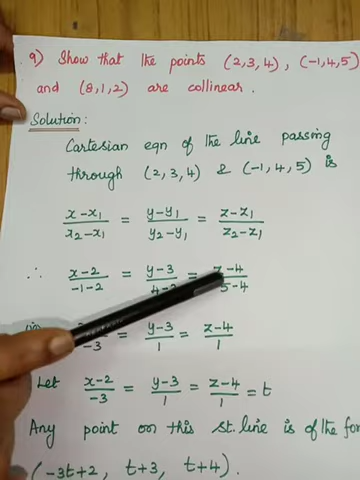 9) Show that the points (2,3,4), (-1,4,5)
and (8,1,2) are collinear.
Solution:
Cartesian eqn of the line passing
through (2,3,4) & (-1,4,5) is
x-x₁/x₂-x₁ = y-y₁/y₂-y₁ = z-z₁/z₂-z₁
∴ x-2/-1-2 = y-3/4-3 = z-4/5-4
-3 = y-3/1 = z-4/1
Let x-2/-3 = y-3/1 = z-4/1 = t
Any point on this st. line is of the
(-3t+2, t+3, t+4).